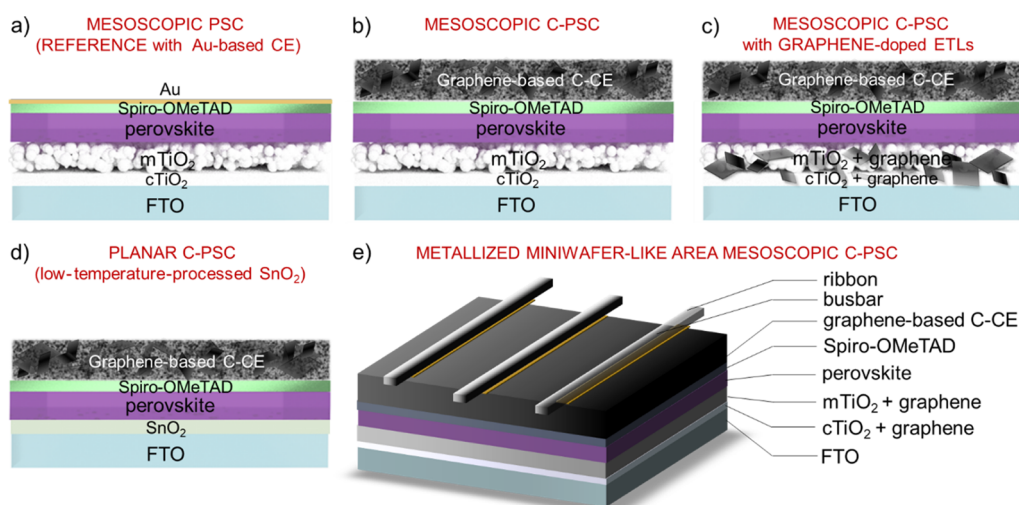 a)
MESOSCOPIC PSC
(REFERENCE with Au-based CE)
Au
Spiro-OMeTAD
perovskite
mTiO₂
cTiO₂
FTO
b)
MESOSCOPIC C-PSC
Graphene-based C-CE
Spiro-OMeTAD
perovskite
mTiO₂
cTiO₂
FTO
c)
MESOSCOPIC C-PSC
with GRAPHENE-doped ETLs
Graphene-based C-CE
Spiro-OMeTAD
perovskite
mTiO₂ + graphene
cTiO₂ + graphene
FTO
d)
PLANAR C-PSC
(low-temperature-processed SnO₂)
Graphene-based C-CE
Spiro-OMeTAD
perovskite
SnO₂
FTO
e)
METALLIZED MINIWAFER-LIKE AREA MESOSCOPIC C-PSC
ribbon
busbar
graphene-based C-CE
Spiro-OMeTAD
perovskite
mTiO₂ + graphene
cTiO₂ + graphene
FTO